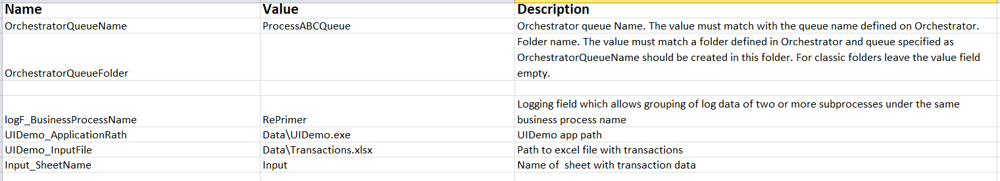 Name Value Description
OrchestratorQueueName ProcessABCQueue Orchestrator queue Name. The value must match with the queue name defined on Orchestrator.
Folder name. The value must match a folder defined in Orchestrator and queue specified as
OrchestratorQueueName should be created in this folder. For classic folders leave the value field
OrchestratorQueueFolder empty.
Logging field which allows grouping of log data of two or more subprocesses under the same
logF_BusinessProcessName RePrimer business process name
UIDemo_ApplicationRath Data\UIDemo.exe UIDemo app path
UIDemo_InputFile Data\Transactions.xlsx Path to excel file with transactions
Input_SheetName Input Name of  sheet with transaction data